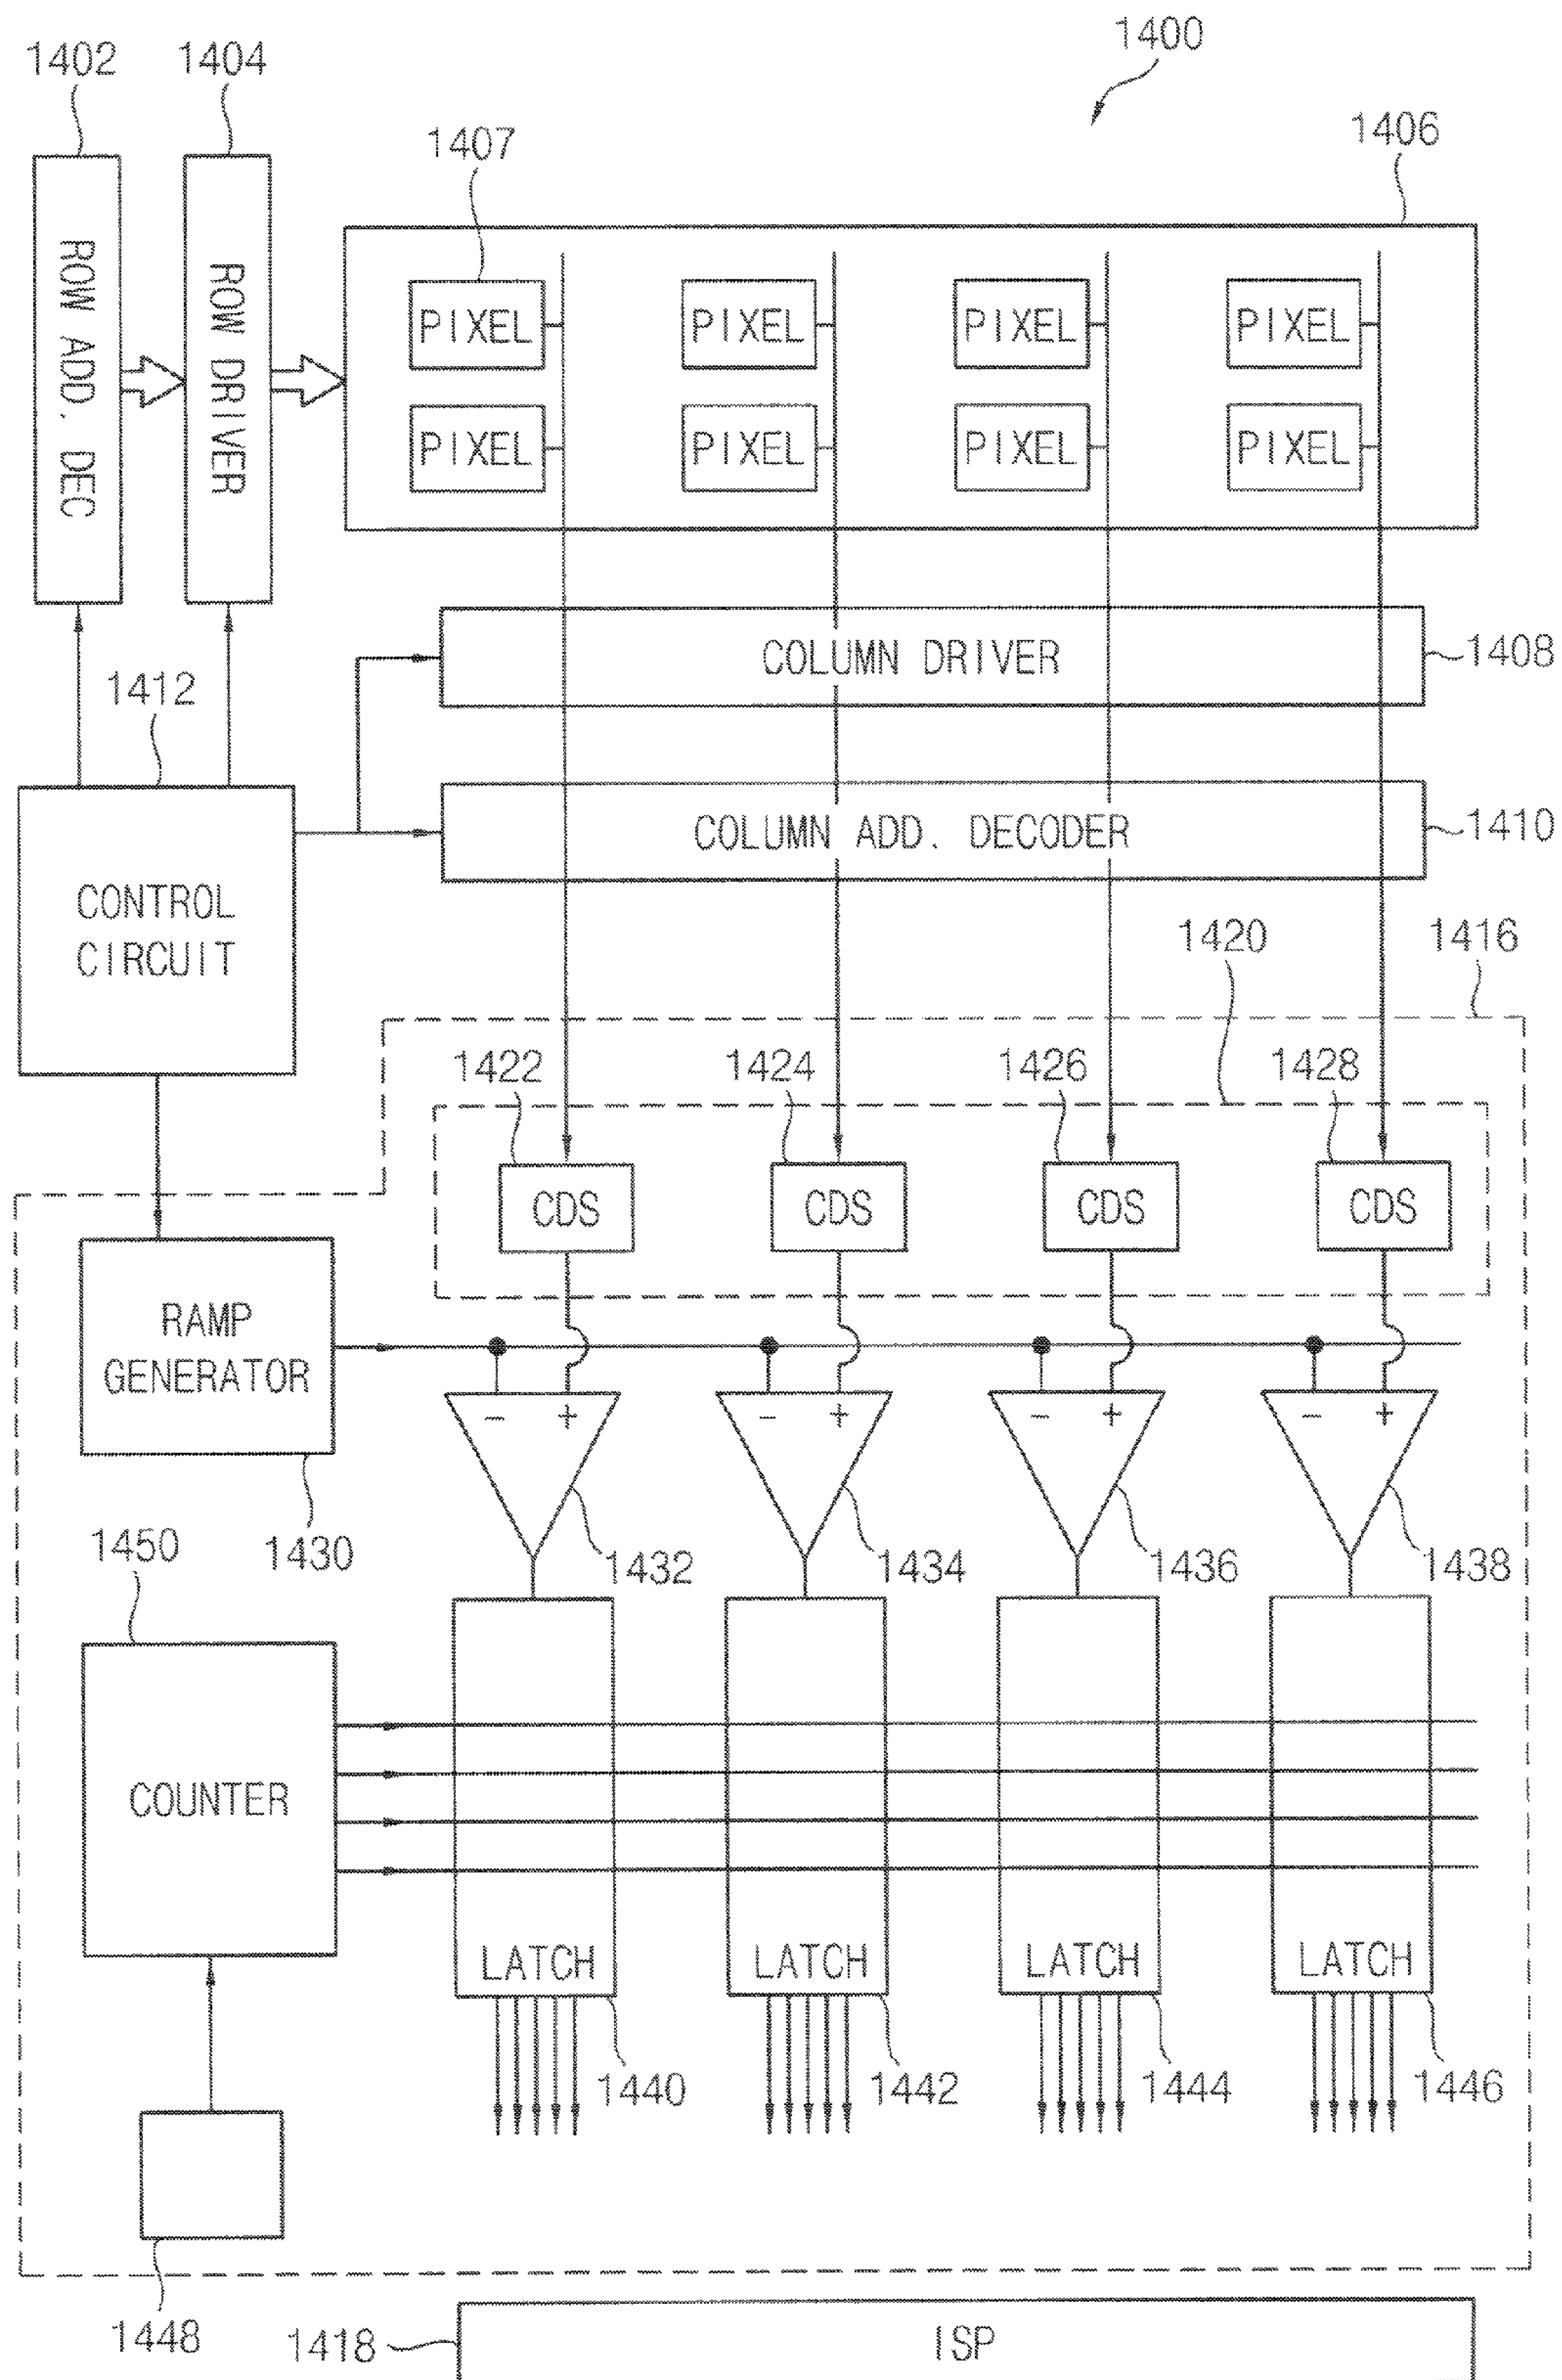 1400
1402 1404
1407 1406
ROW ADD. DEC
ROW DRIVER
PIXEL PIXEL PIXEL PIXEL
PIXEL PIXEL PIXEL PIXEL
COLUMN DRIVER 1408
1412
COLUMN ADD. DECODER 1410
CONTROL
CIRCUIT
1420 1416
1422 1424 1426 1428
CDS CDS CDS CDS
RAMP
GENERATOR
- + - + - + - +
1450 1430 1432 1434 1436 1438
COUNTER
LATCH LATCH LATCH LATCH
1440 1442 1444 1446
1448 1418 ISP